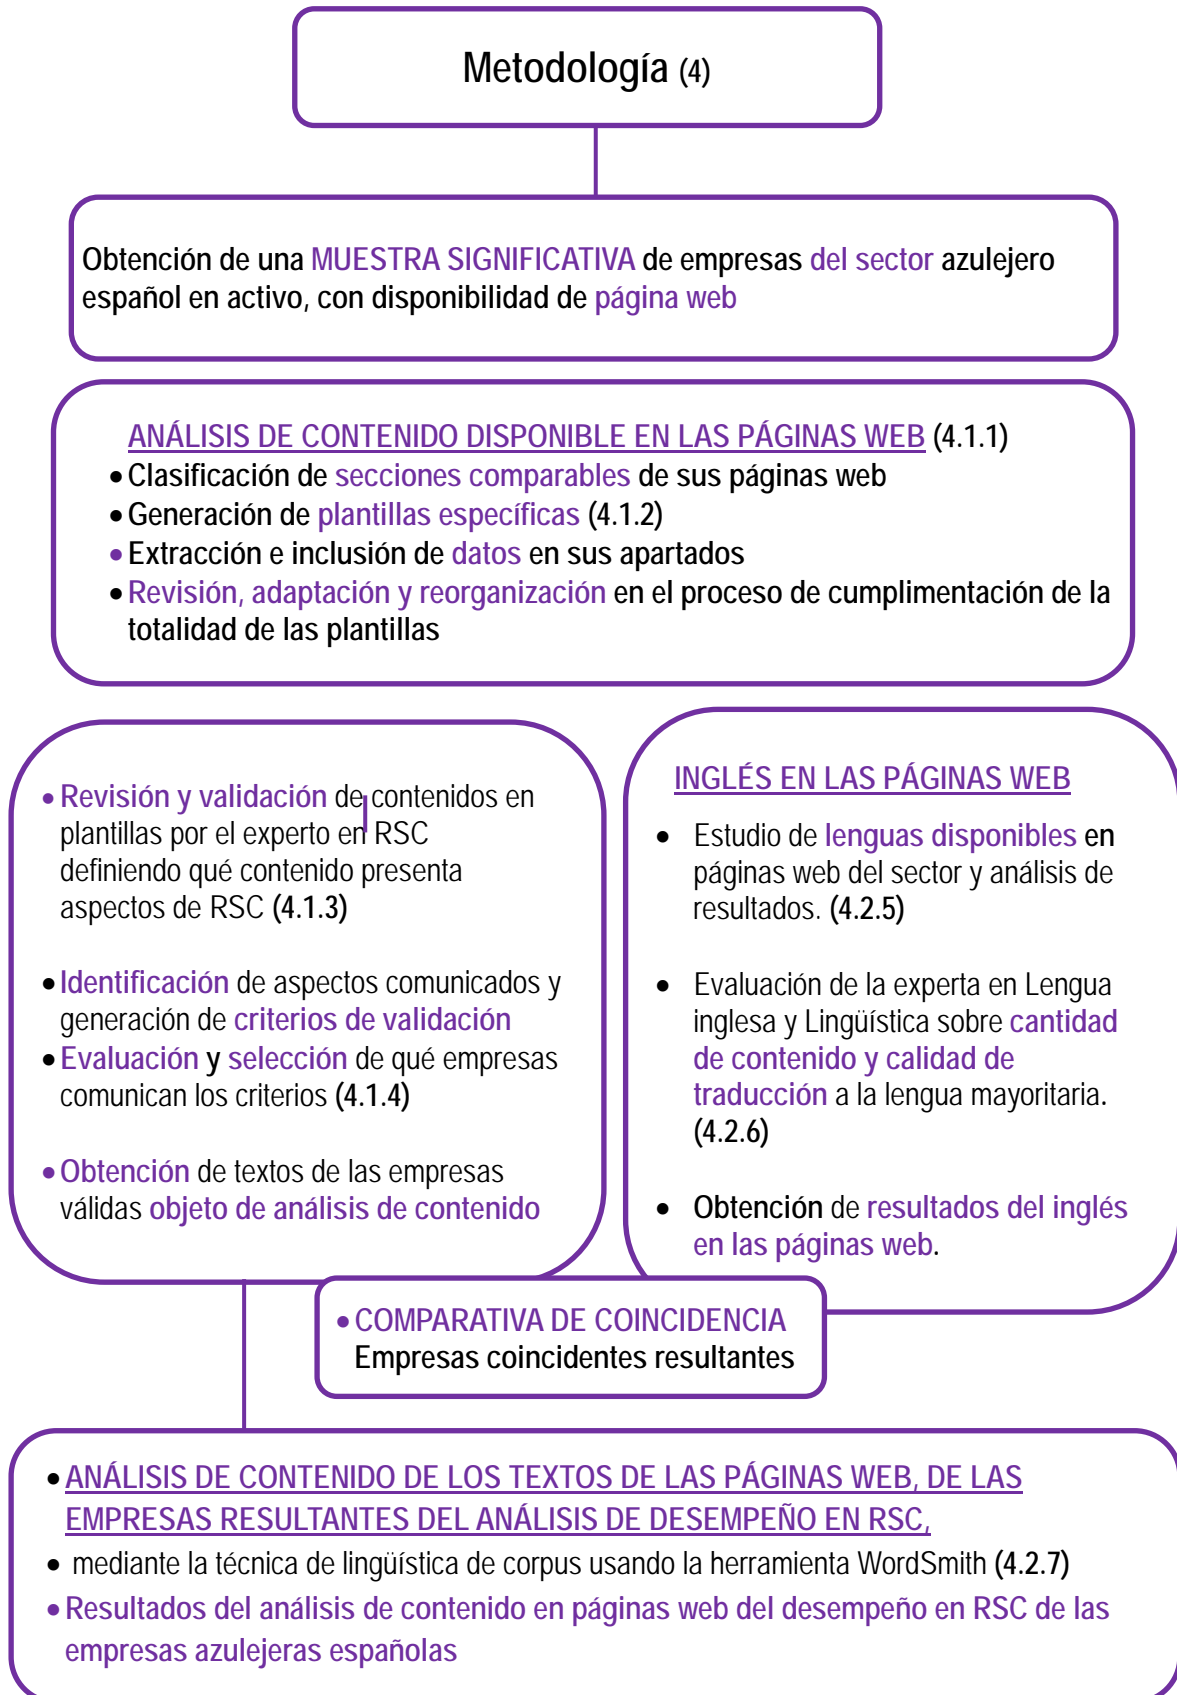 Metodología (4)
Obtención de una MUESTRA SIGNIFICATIVA de empresas del sector azulejero
español en activo, con disponibilidad de página web
ANÁLISIS DE CONTENIDO DISPONIBLE EN LAS PÁGINAS WEB (4.1.1)
• Clasificación de secciones comparables de sus páginas web
• Generación de plantillas específicas (4.1.2)
• Extracción e inclusión de datos en sus apartados
• Revisión, adaptación y reorganización en el proceso de cumplimentación de la
totalidad de las plantillas
• Revisión y validación de contenidos en
plantillas por el experto en RSC
definiendo qué contenido presenta
aspectos de RSC (4.1.3)
• Identificación de aspectos comunicados y
generación de criterios de validación
• Evaluación y selección de qué empresas
comunican los criterios (4.1.4)
• Obtención de textos de las empresas
válidas objeto de análisis de contenido
INGLÉS EN LAS PÁGINAS WEB
• Estudio de lenguas disponibles en
páginas web del sector y análisis de
resultados. (4.2.5)
• Evaluación de la experta en Lengua
inglesa y Lingüística sobre cantidad
de contenido y calidad de
traducción a la lengua mayoritaria.
(4.2.6)
• Obtención de resultados del inglés
en las páginas web.
• COMPARATIVA DE COINCIDENCIA
Empresas coincidentes resultantes
• ANÁLISIS DE CONTENIDO DE LOS TEXTOS DE LAS PÁGINAS WEB, DE LAS
EMPRESAS RESULTANTES DEL ANÁLISIS DE DESEMPEÑO EN RSC,
• mediante la técnica de lingüística de corpus usando la herramienta WordSmith (4.2.7)
• Resultados del análisis de contenido en páginas web del desempeño en RSC de las
empresas azulejeras españolas